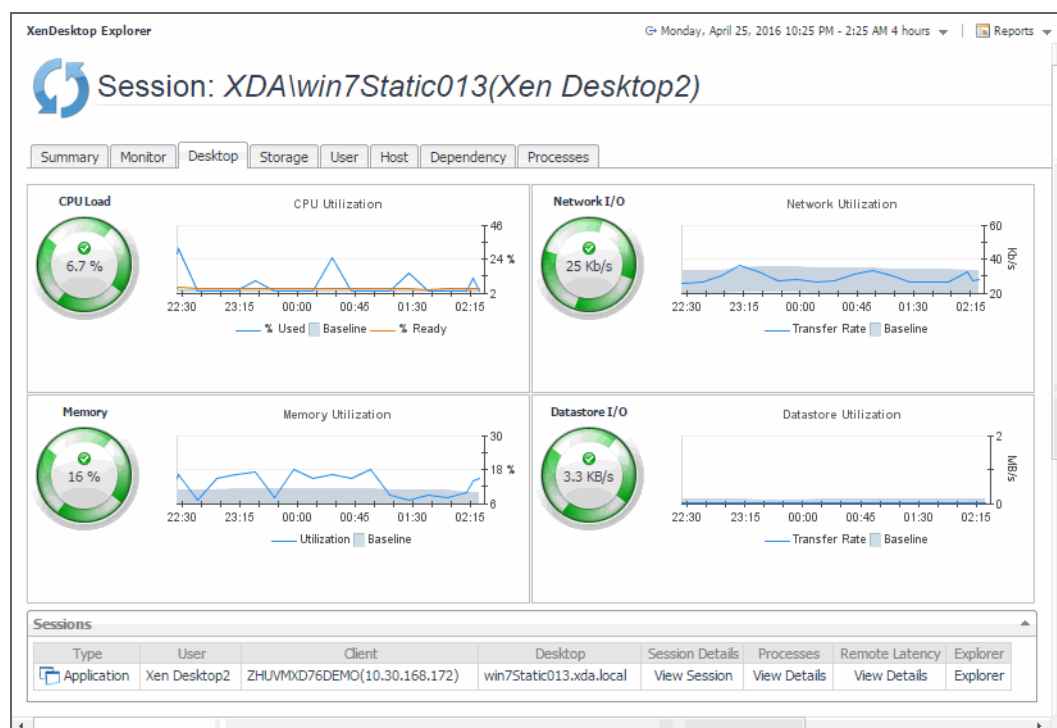 XenDesktop Explorer
Monday, April 25, 2016 10:25 PM - 2:25 AM 4 hours | Reports
Session: XDA\win7Static013(Xen Desktop2)
Summary Monitor Desktop Storage User Host Dependency Processes
CPU Load
6.7 %
CPU Utilization
46
24 %
2
22:30 23:15 00:00 00:45 01:30 02:15
% Used Baseline % Ready
Network I/O
25 Kb/s
Network Utilization
60
40
20
Kb/s
22:30 23:15 00:00 00:45 01:30 02:15
Transfer Rate Baseline
Memory
16 %
Memory Utilization
30
18 %
6
22:30 23:15 00:00 00:45 01:30 02:15
Utilization Baseline
Datastore I/O
3.3 KB/s
Datastore Utilization
2
0
MB/s
22:30 23:15 00:00 00:45 01:30 02:15
Transfer Rate Baseline
Sessions
Type User Client Desktop Session Details Processes Remote Latency Explorer
Application Xen Desktop2 ZHUVMXD76DEMO(10.30.168.172) win7Static013.xda.local View Session View Details View Details Explorer